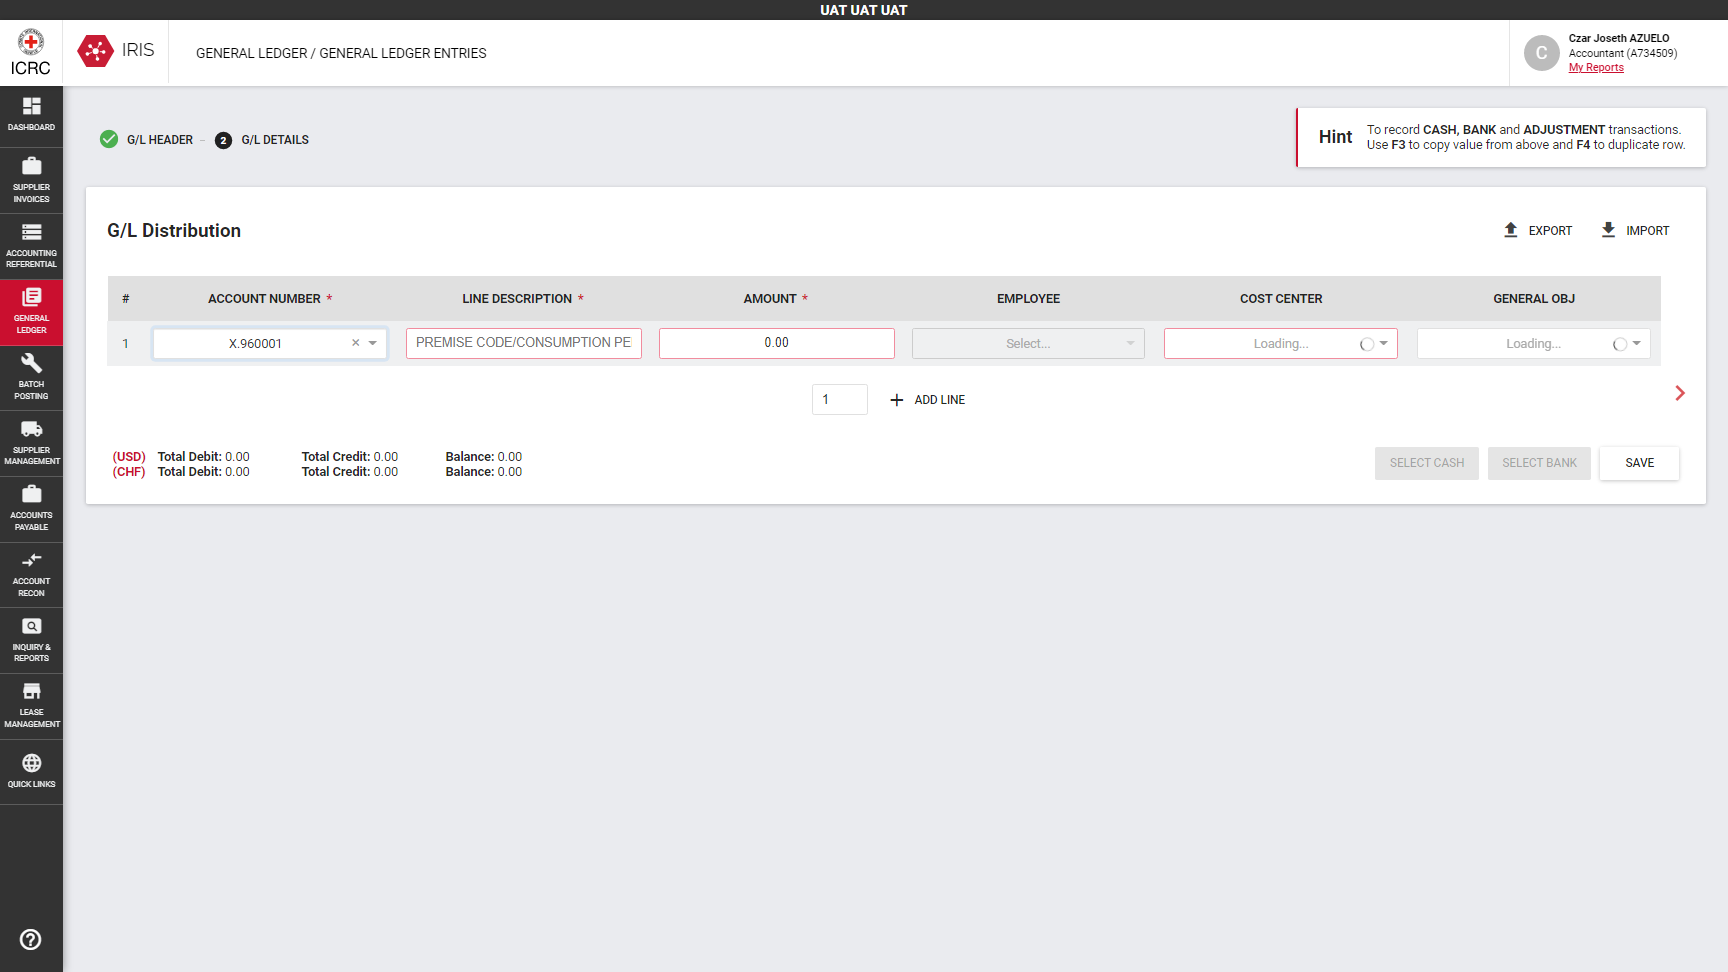 UAT UAT UAT
ICRC
IRIS
GENERAL LEDGER / GENERAL LEDGER ENTRIES
C
Czar Joseth AZUELO
Accountant (A734509)
My Reports
DASHBOARD
SUPPLIER
INVOICES
ACCOUNTING
REFERENTIAL
GENERAL
LEDGER
BATCH
POSTING
SUPPLIER
MANAGEMENT
ACCOUNTS
PAYABLE
ACCOUNT
RECON
INQUIRY &
REPORTS
LEASE
MANAGEMENT
QUICK LINKS
G/L HEADER – 2 G/L DETAILS
Hint
To record CASH, BANK and ADJUSTMENT transactions.
Use F3 to copy value from above and F4 to duplicate row.
G/L Distribution
EXPORT
IMPORT
# ACCOUNT NUMBER * LINE DESCRIPTION * AMOUNT * EMPLOYEE COST CENTER GENERAL OBJ
1 X.960001 × PREMISE CODE/CONSUMPTION PE 0.00 Select... Loading... Loading...
1 + ADD LINE
(USD) Total Debit: 0.00 Total Credit: 0.00 Balance: 0.00
(CHF) Total Debit: 0.00 Total Credit: 0.00 Balance: 0.00
SELECT CASH
SELECT BANK
SAVE